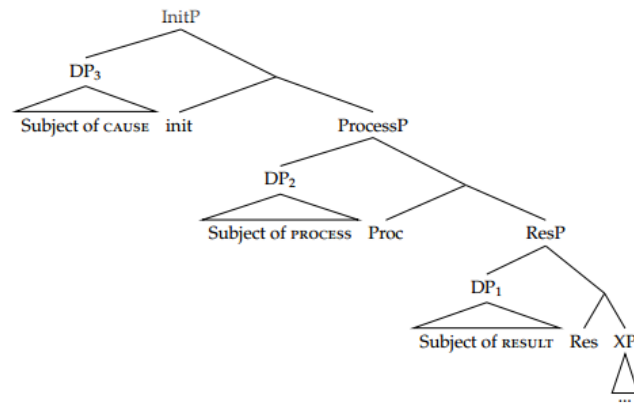 InitP
DP₃
Subject of CAUSE init ProcessP
DP₂
Subject of PROCESS Proc ResP
DP₁
Subject of RESULT Res XP
...